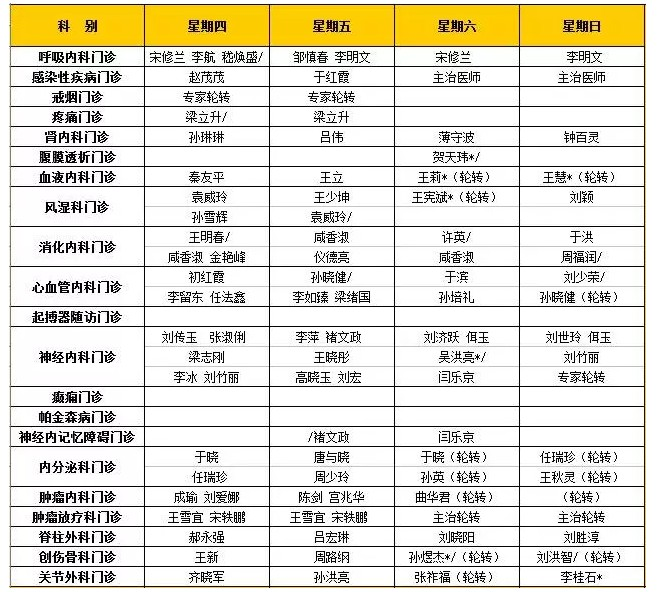 科 别 星期四 星期五 星期六 星期日
呼吸内科门诊 宋修兰 李航 嵇焕盛/ 邹慎春 李明文 宋修兰 李明文
感染性疾病门诊 赵茂茂 于红霞 主治医师 主治医师
戒烟门诊 专家轮转 专家轮转
疼痛门诊 梁立升/ 梁立升
肾内科门诊 孙琳琳 吕伟 薄守波 钟百灵
腹膜透析门诊 贺天玮*/
血液内科门诊 秦友平 王立 王莉*（轮转） 王慧*（轮转）
风湿科门诊 袁威玲 王少坤 王宪斌*（轮转） 刘颖
孙雪辉 袁威玲/
消化内科门诊 王明春/ 咸香淑 许英/ 于洪
咸香淑 金艳峰 仪德亮 咸香淑 周福润/
心血管内科门诊 初红霞 孙晓健/ 于滨 刘少荣/
李留东 任法鑫 李如臻 梁绪国 孙培礼 孙晓健（轮转）
起搏器随访门诊
神经内科门诊 刘传玉 张淑俐 李萍 褚文政 刘济跃 佴玉 刘世玲 佴玉
梁志刚 王晓彤 吴洪亮*/ 刘竹丽
李冰 刘竹丽 高晓玉 刘宏 闫乐京 专家轮转
癫痫门诊
帕金森病门诊
神经内记忆障碍门诊 /褚文政 闫乐京
内分泌科门诊 于晓 唐与晓 于晓（轮转） 任瑞珍（轮转）
任瑞珍 周少玲 孙英（轮转） 王秋灵（轮转）
肿瘤内科门诊 成瑜 刘爱娜 陈剑 宫兆华 曲华君（轮转） （轮转）
肿瘤放疗科门诊 王雪宜 宋轶鹏 王雪宜 宋轶鹏 主治轮转 主治轮转
脊柱外科门诊 郝永强 吕宏琳 刘晓阳 刘胜淳
创伤骨科门诊 王新 周路纲 孙煜杰*/（轮转） 刘洪智/（轮转）
关节外科门诊 齐晓军 孙洪亮 张祚福（轮转） 李桂石*